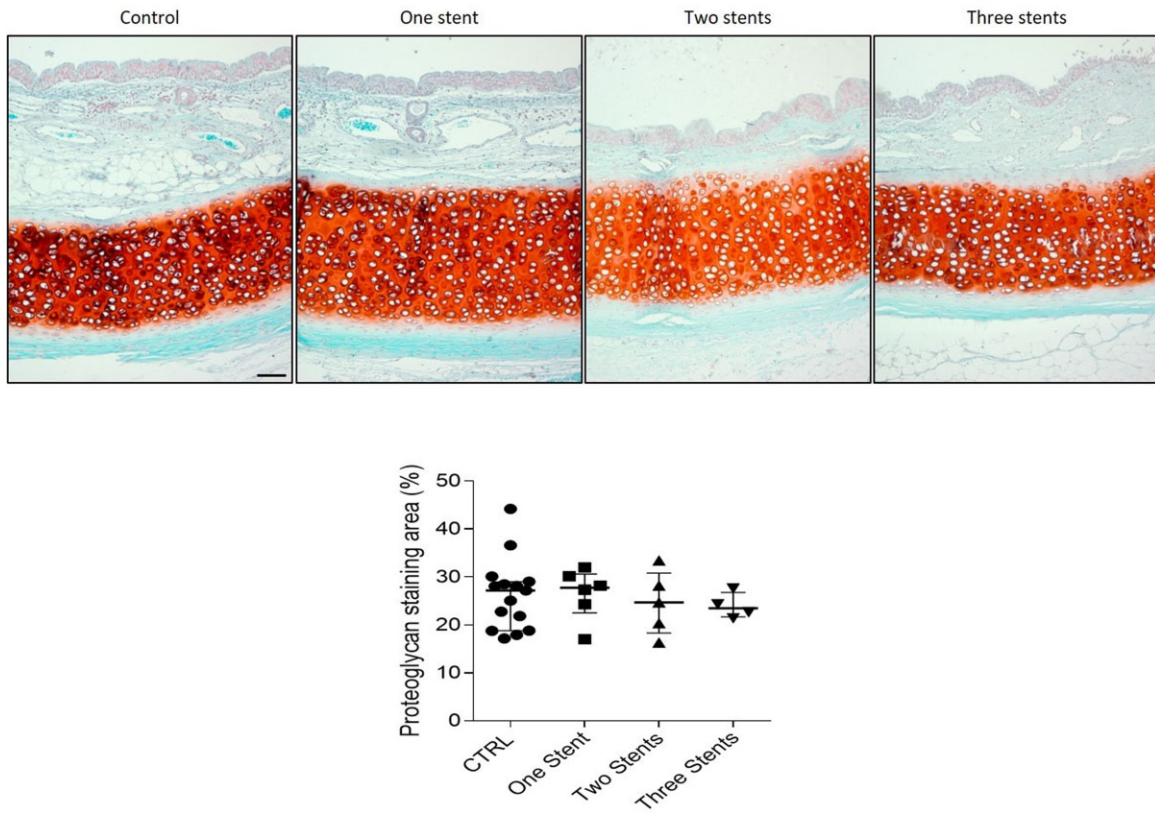 Control One stent Two stents Three stents
Proteoglycan staining area (%)
50
40
30
20
10
0
CTRL One Stent Two Stents Three Stents